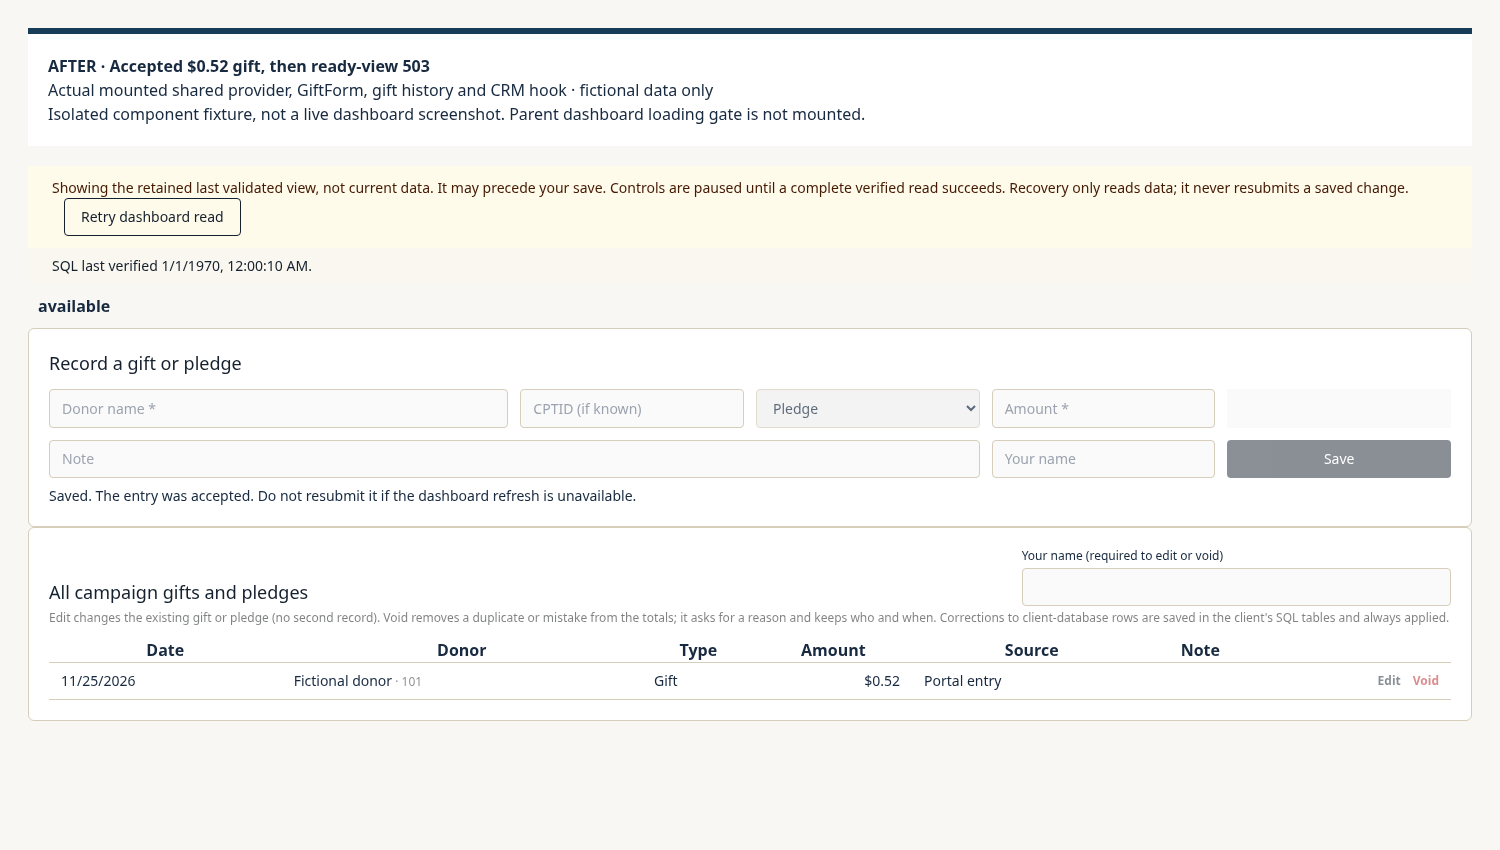 AFTER · Accepted $0.52 gift, then ready-view 503
Actual mounted shared provider, GiftForm, gift history and CRM hook · fictional data only
Isolated component fixture, not a live dashboard screenshot. Parent dashboard loading gate is not mounted.
Showing the retained last validated view, not current data. It may precede your save. Controls are paused until a complete verified read succeeds. Recovery only reads data; it never resubmits a saved change.
Retry dashboard read
SQL last verified 1/1/1970, 12:00:10 AM.
available
Record a gift or pledge
Donor name * CPTID (if known) Pledge Amount *
Note Your name Save
Saved. The entry was accepted. Do not resubmit it if the dashboard refresh is unavailable.
Your name (required to edit or void)
All campaign gifts and pledges
Edit changes the existing gift or pledge (no second record). Void removes a duplicate or mistake from the totals; it asks for a reason and keeps who and when. Corrections to client-database rows are saved in the client's SQL tables and always applied.
Date Donor Type Amount Source Note
11/25/2026 Fictional donor · 101 Gift $0.52 Portal entry Edit Void